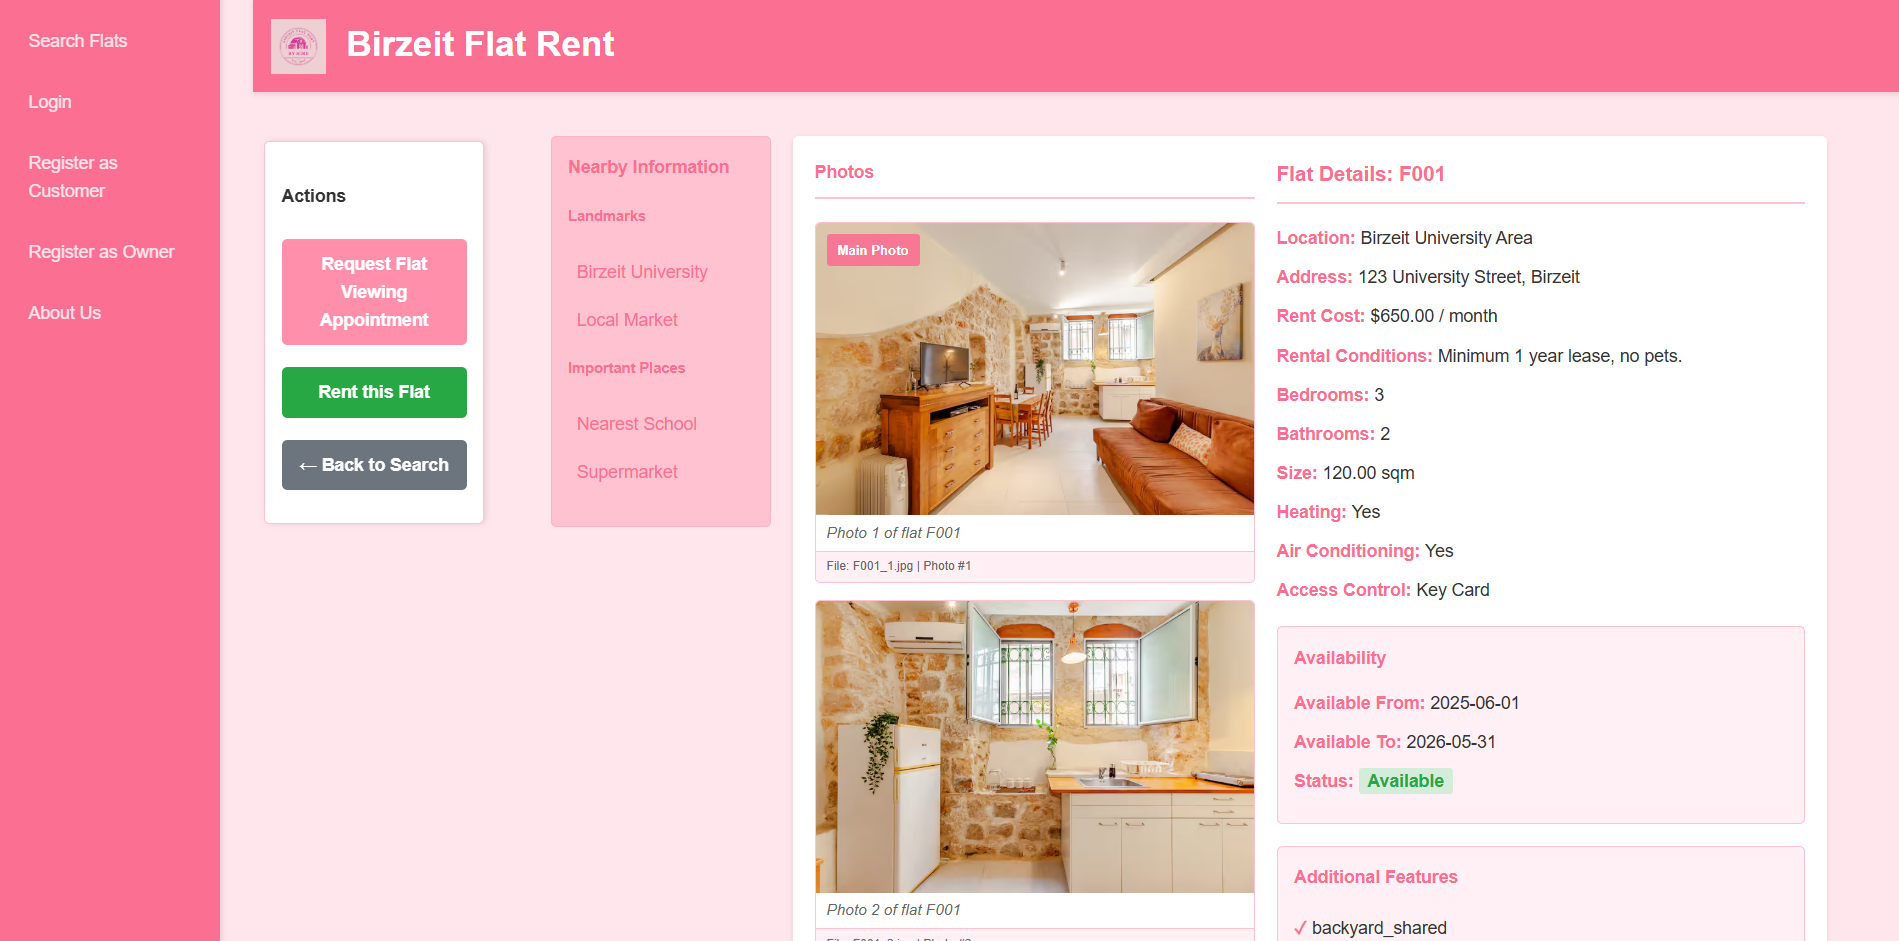 Search Flats
Login
Register as
Customer
Register as Owner
About Us
Birzeit Flat Rent
Actions
Request Flat
Viewing
Appointment
Rent this Flat
← Back to Search
Nearby Information
Landmarks
Birzeit University
Local Market
Important Places
Nearest School
Supermarket
Photos
Main Photo
Photo 1 of flat F001
File: F001_1.jpg | Photo #1
Photo 2 of flat F001
Flat Details: F001
Location: Birzeit University Area
Address: 123 University Street, Birzeit
Rent Cost: $650.00 / month
Rental Conditions: Minimum 1 year lease, no pets.
Bedrooms: 3
Bathrooms: 2
Size: 120.00 sqm
Heating: Yes
Air Conditioning: Yes
Access Control: Key Card
Availability
Available From: 2025-06-01
Available To: 2026-05-31
Status: Available
Additional Features
✓ backyard_shared